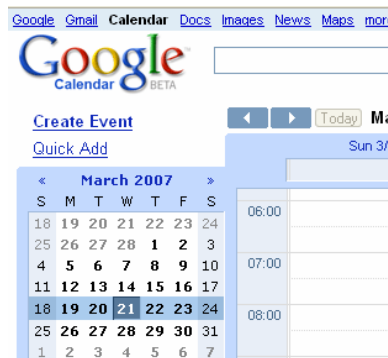 Google Gmail Calendar Docs Images News Maps mor
Google
Calendar BETA
Create Event
Today Ma
Quick Add
Sun 3/
« March 2007 »
S M T W T F S
18 19 20 21 22 23 24
06:00
25 26 27 28 1 2 3
4 5 6 7 8 9 10
07:00
11 12 13 14 15 16 17
18 19 20 21 22 23 24
08:00
25 26 27 28 29 30 31
1 2 3 4 5 6 7